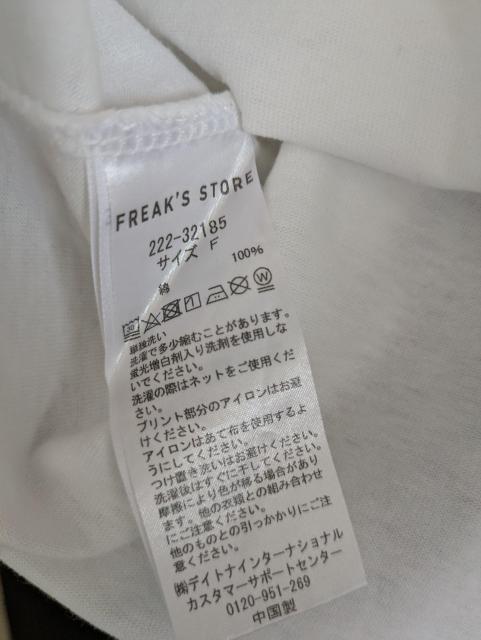 FREAK'S STORE
222-32185
サイズ F
綿 100%
単独洗い
洗濯で多少縮むことがあります。
蛍光増白剤入り洗剤を使用しな
いでください。
洗濯の際はネットをご使用くだ
さい。
プリント部分のアイロンはお避
けください。
アイロンはあて布を使用するよ
うにしてください。
つけ置き洗いはお避けください。
洗濯後はすぐに干してください。
摩擦により色が移る場合があり
ます。他の衣類との組み合わせ
にご注意ください。
他のものとの引っかかりにご注
意ください。
㈱デイトナインターナショナル
カスタマーサポートセンター
0120-951-269
中国製